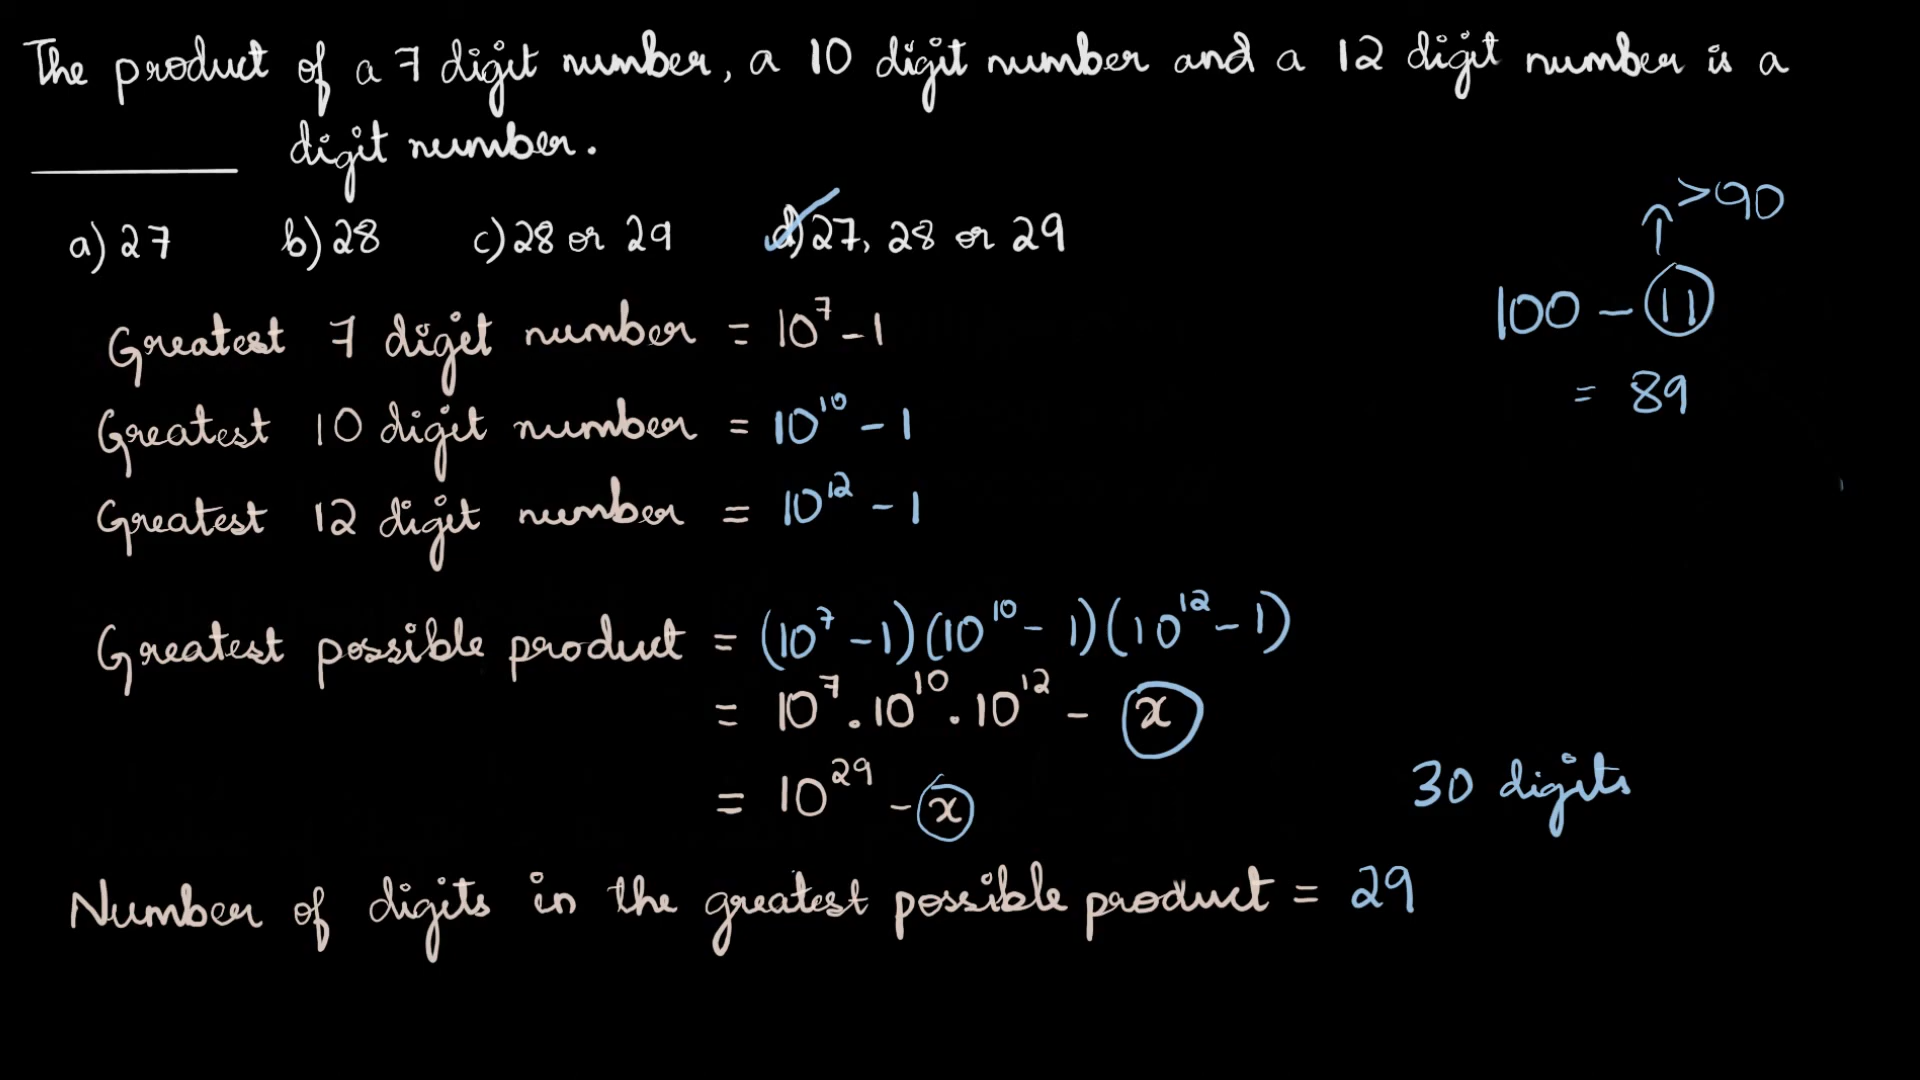 The product of a 7 digit number, a 10 digit number and a 12 digit number is a
________ digit number.
a) 27 b) 28 c) 28 or 29 d) 27, 28 or 29
>90
↑
100 - 11
= 89
Greatest 7 digit number = 10⁷ - 1
Greatest 10 digit number = 10¹⁰ - 1
Greatest 12 digit number = 10¹² - 1
Greatest possible product = (10⁷ - 1)(10¹⁰ - 1)(10¹² - 1)
= 10⁷ . 10¹⁰ . 10¹² - x
= 10²⁹ - x
30 digits
Number of digits in the greatest possible product = 29